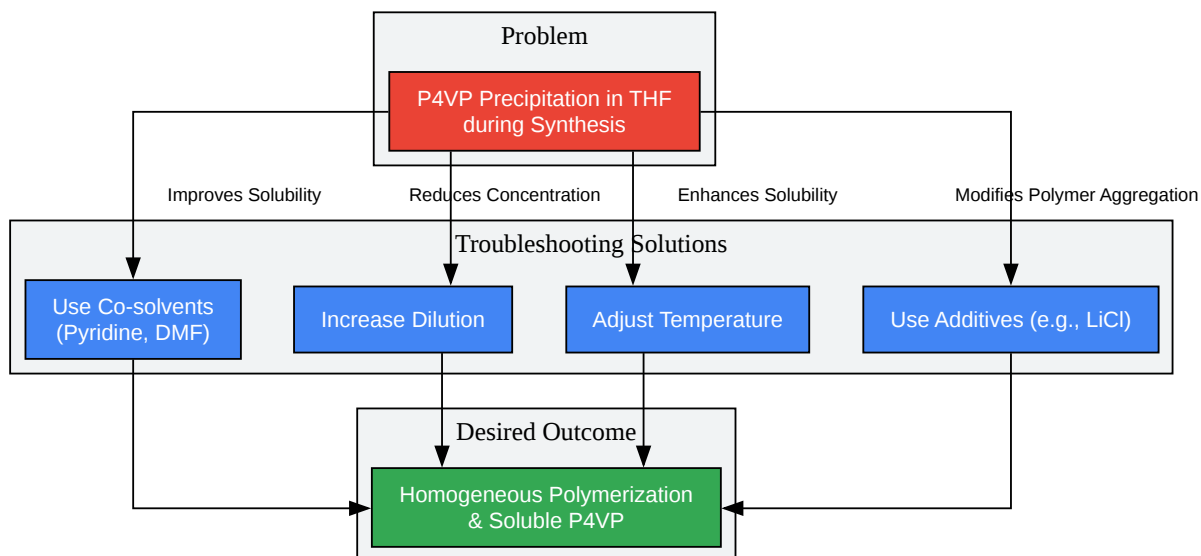 Problem
P4VP Precipitation in THF
during Synthesis
Improves Solubility
Reduces Concentration
Enhances Solubility
Modifies Polymer Aggregation
Troubleshooting Solutions
Use Co-solvents
(Pyridine, DMF)
Increase Dilution
Adjust Temperature
Use Additives (e.g., LiCl)
Desired Outcome
Homogeneous Polymerization
& Soluble P4VP